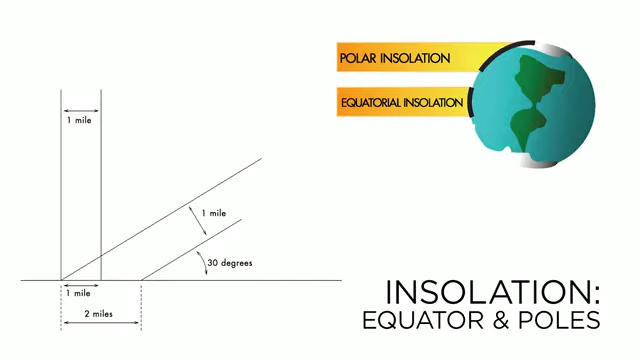 POLAR INSOLATION
EQUATORIAL INSOLATION
1 mile
1 mile
30 degrees
1 mile
2 miles
INSOLATION:
EQUATOR & POLES